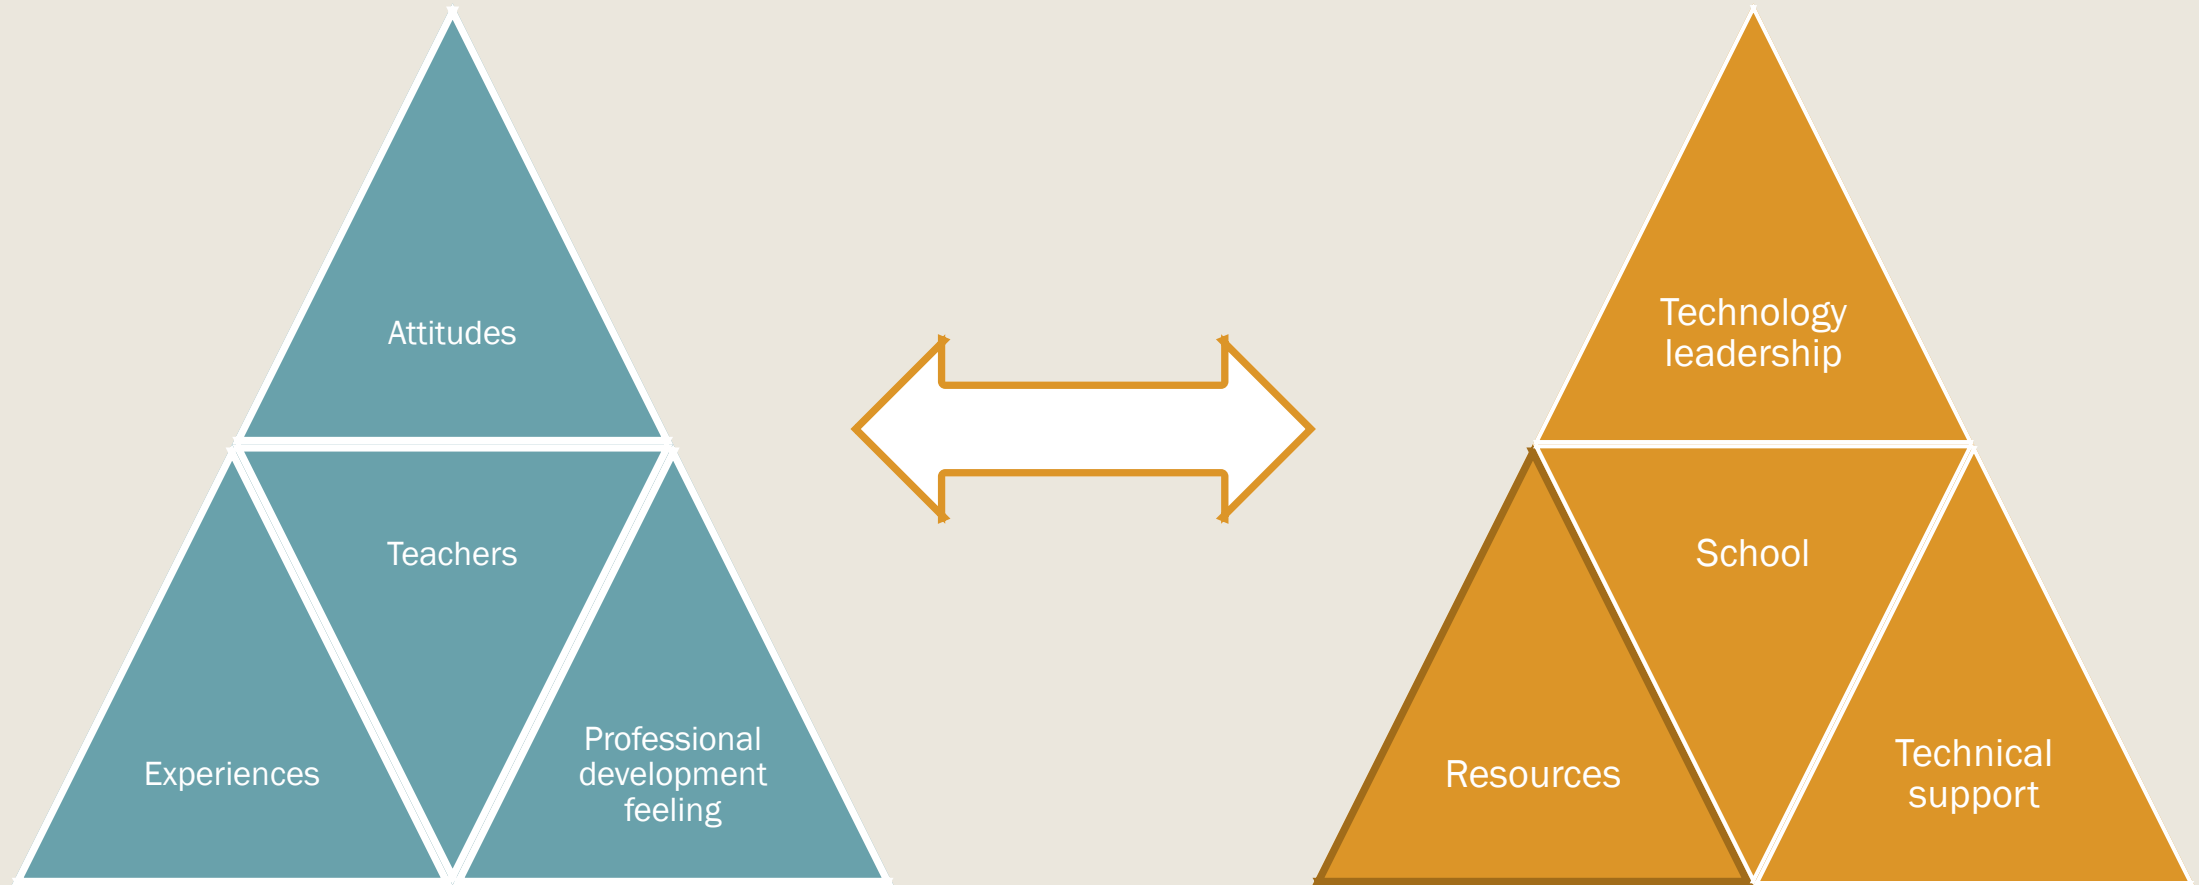 Attitudes
Teachers
Experiences
Professional
development
feeling
Technology
leadership
School
Resources
Technical
support